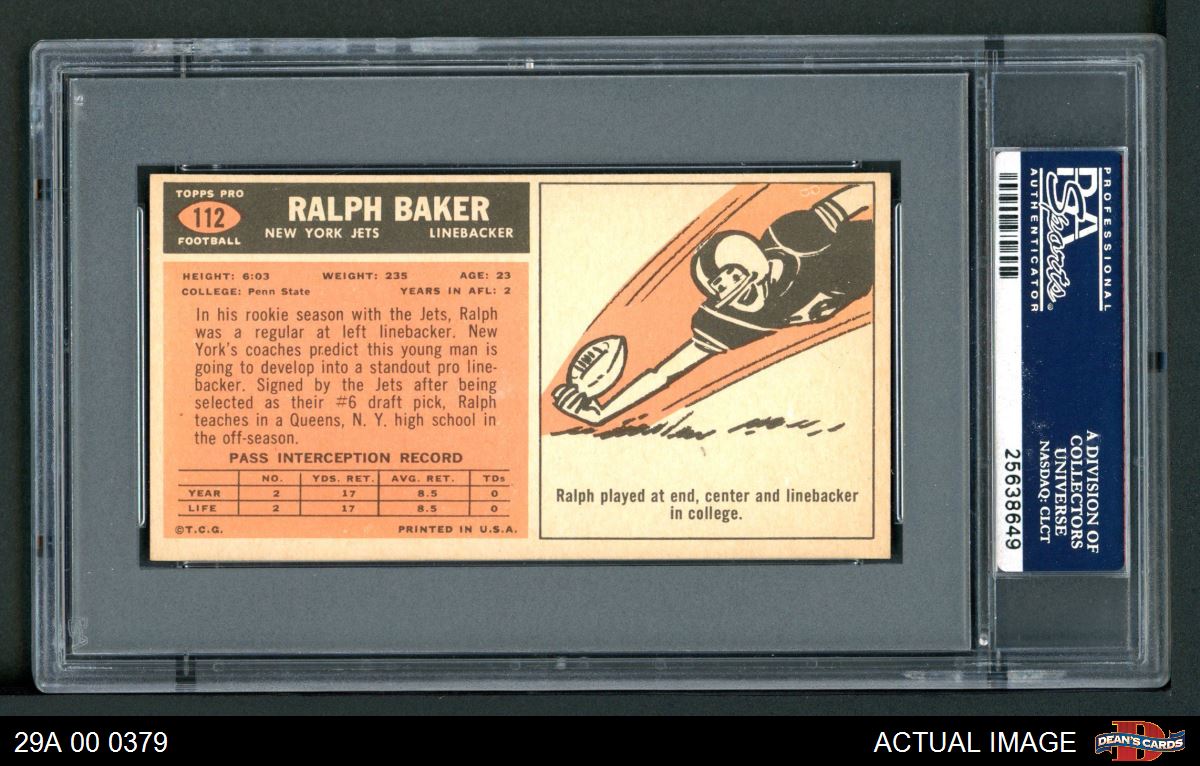 TOPPS PRO
112
FOOTBALL
RALPH BAKER
NEW YORK JETS LINEBACKER
HEIGHT: 6:03 WEIGHT: 235 AGE: 23
COLLEGE: Penn State YEARS IN AFL: 2
In his rookie season with the Jets, Ralph
was a regular at left linebacker. New
York's coaches predict this young man is
going to develop into a standout pro line-
backer. Signed by the Jets after being
selected as their #6 draft pick, Ralph
teaches in a Queens, N. Y. high school in
the off-season.
PASS INTERCEPTION RECORD
NO. YDS. RET. AVG. RET. TDs
YEAR 2 17 8.5 0
LIFE 2 17 8.5 0
©T.C.G. PRINTED IN U.S.A.
Ralph played at end, center and linebacker
in college.
PROFESSIONAL
PSA
Sports®
AUTHENTICATOR
A DIVISION OF
COLLECTORS
UNIVERSE
NASDAQ: CLCT
25638649
29A 00 0379
ACTUAL IMAGE
D
DEAN'S CARDS